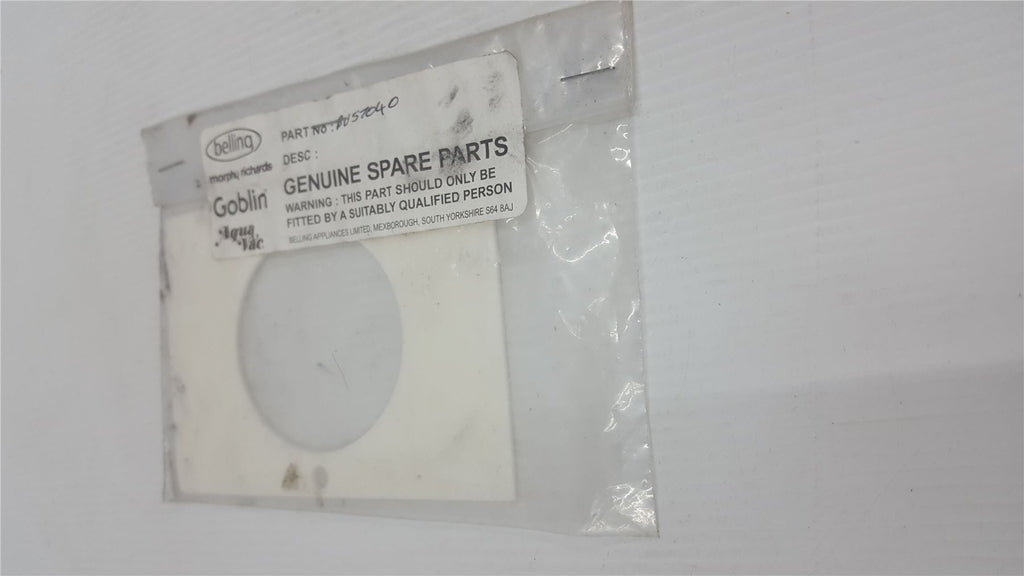 belling
morphy richards
Goblin
Aqua
Vac
PART NO :
DESC :
GENUINE SPARE PARTS
WARNING : THIS PART SHOULD ONLY BE
FITTED BY A SUITABLY QUALIFIED PERSON
BELLING APPLIANCES LIMITED, MEXBOROUGH, SOUTH YORKSHIRE S64 8AJ